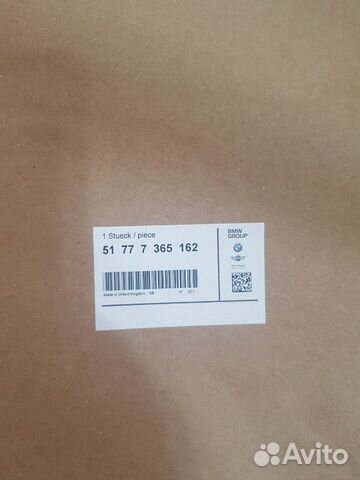 1 Stueck / piece
51 77 7 365 162
Made in United Kingdom - GB
BMW
GROUP
Avito